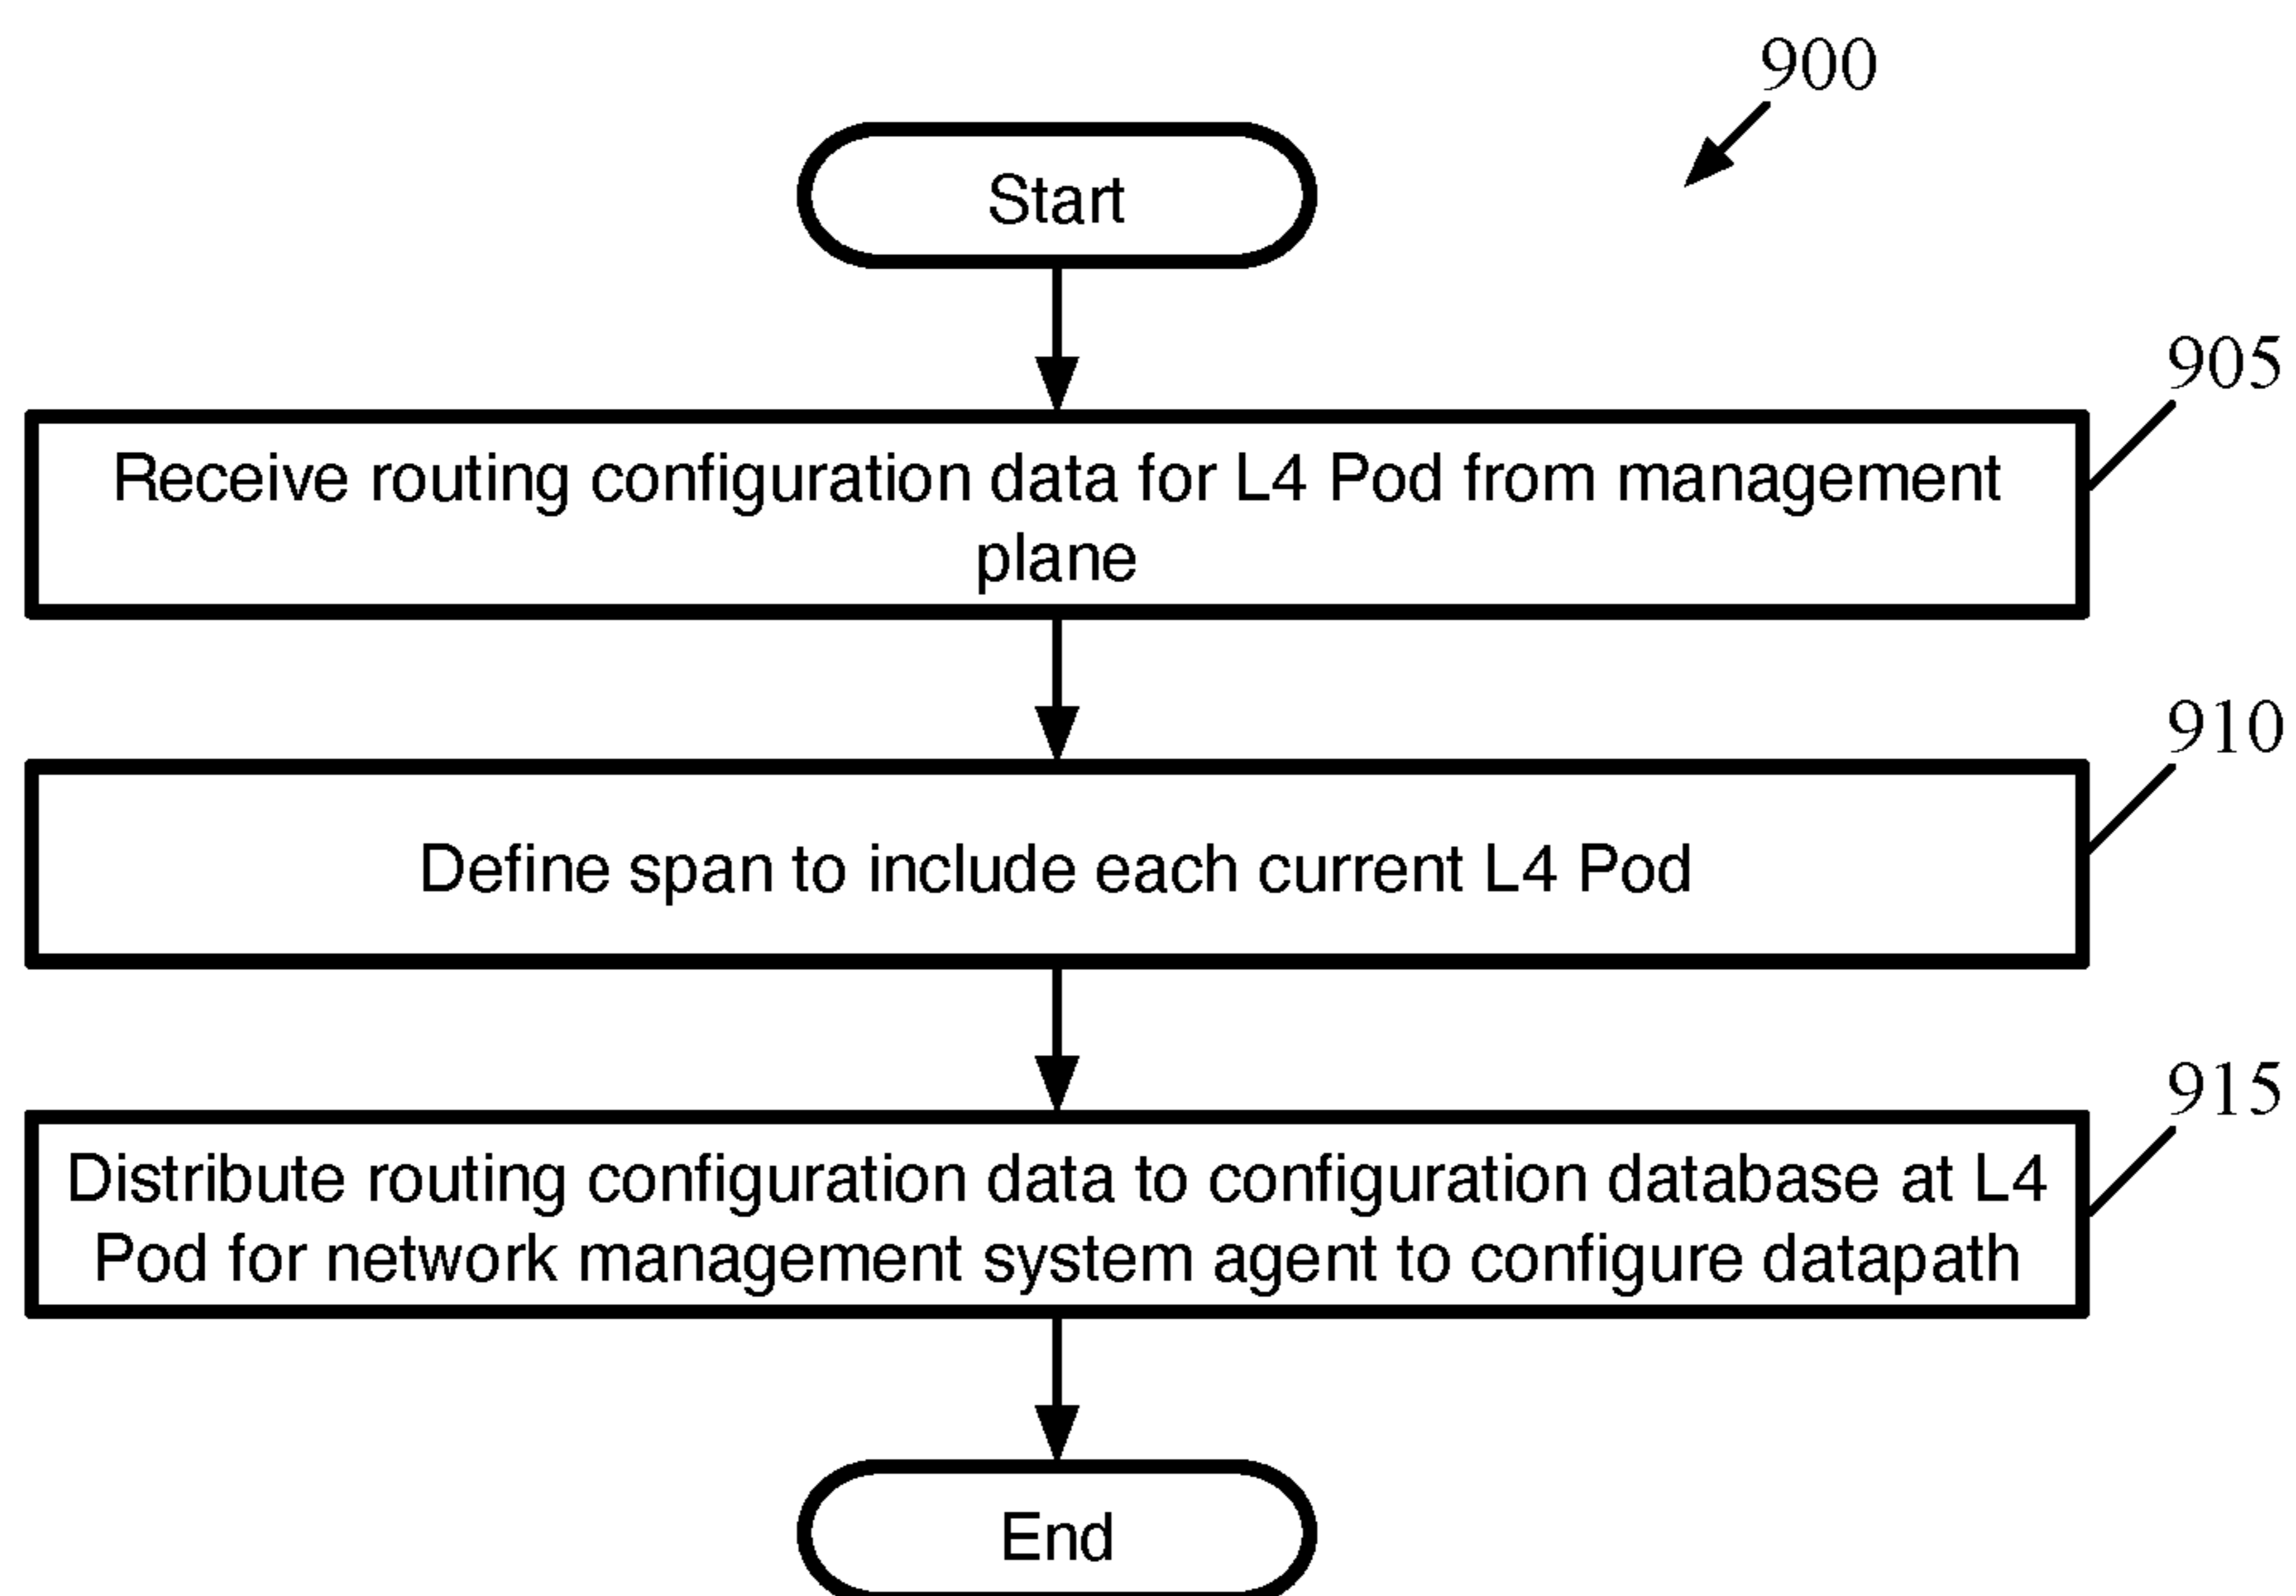 900
Start
905
Receive routing configuration data for L4 Pod from management
plane
910
Define span to include each current L4 Pod
915
Distribute routing configuration data to configuration database at L4
Pod for network management system agent to configure datapath
End